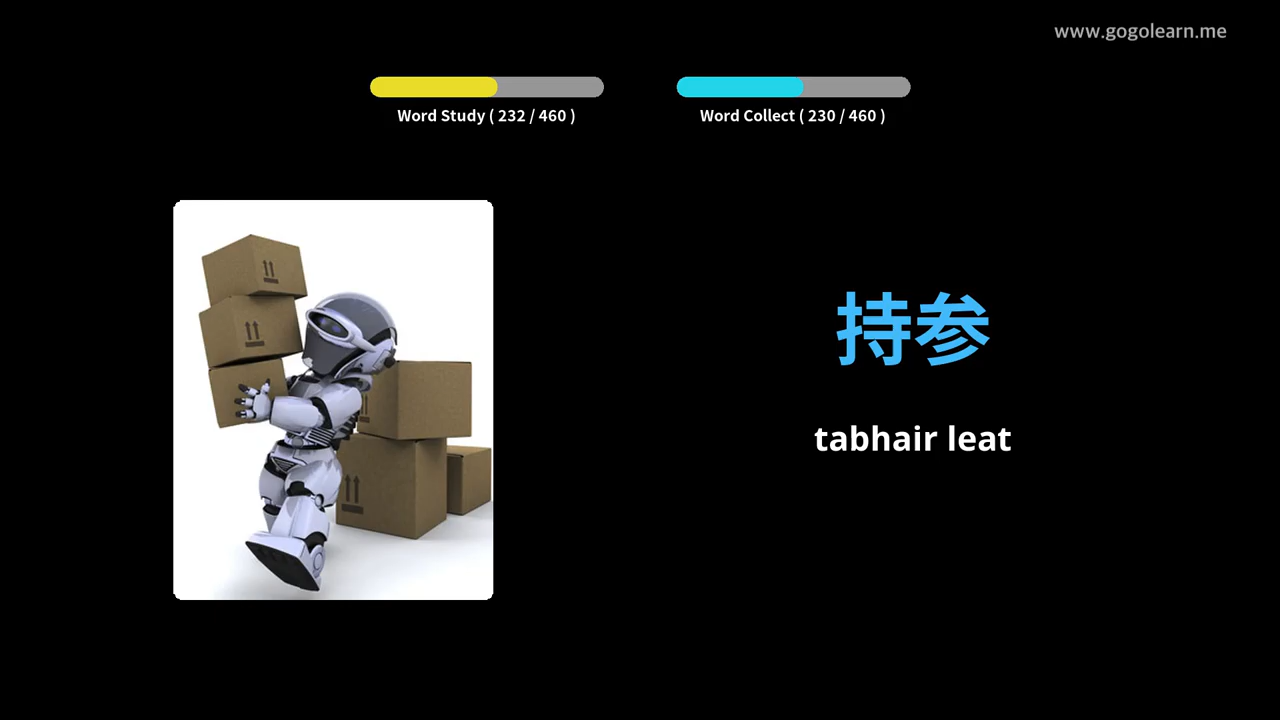 www.gogolearn.me
Word Study ( 232 / 460 )
Word Collect ( 230 / 460 )
持参
tabhair leat